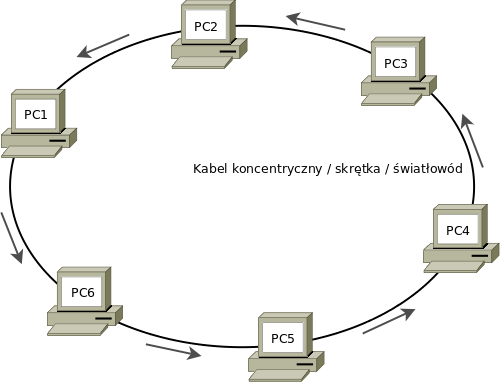 PC2
PC3
PC1
Kabel koncentryczny / skrętka / światłowód
PC4
PC6
PC5